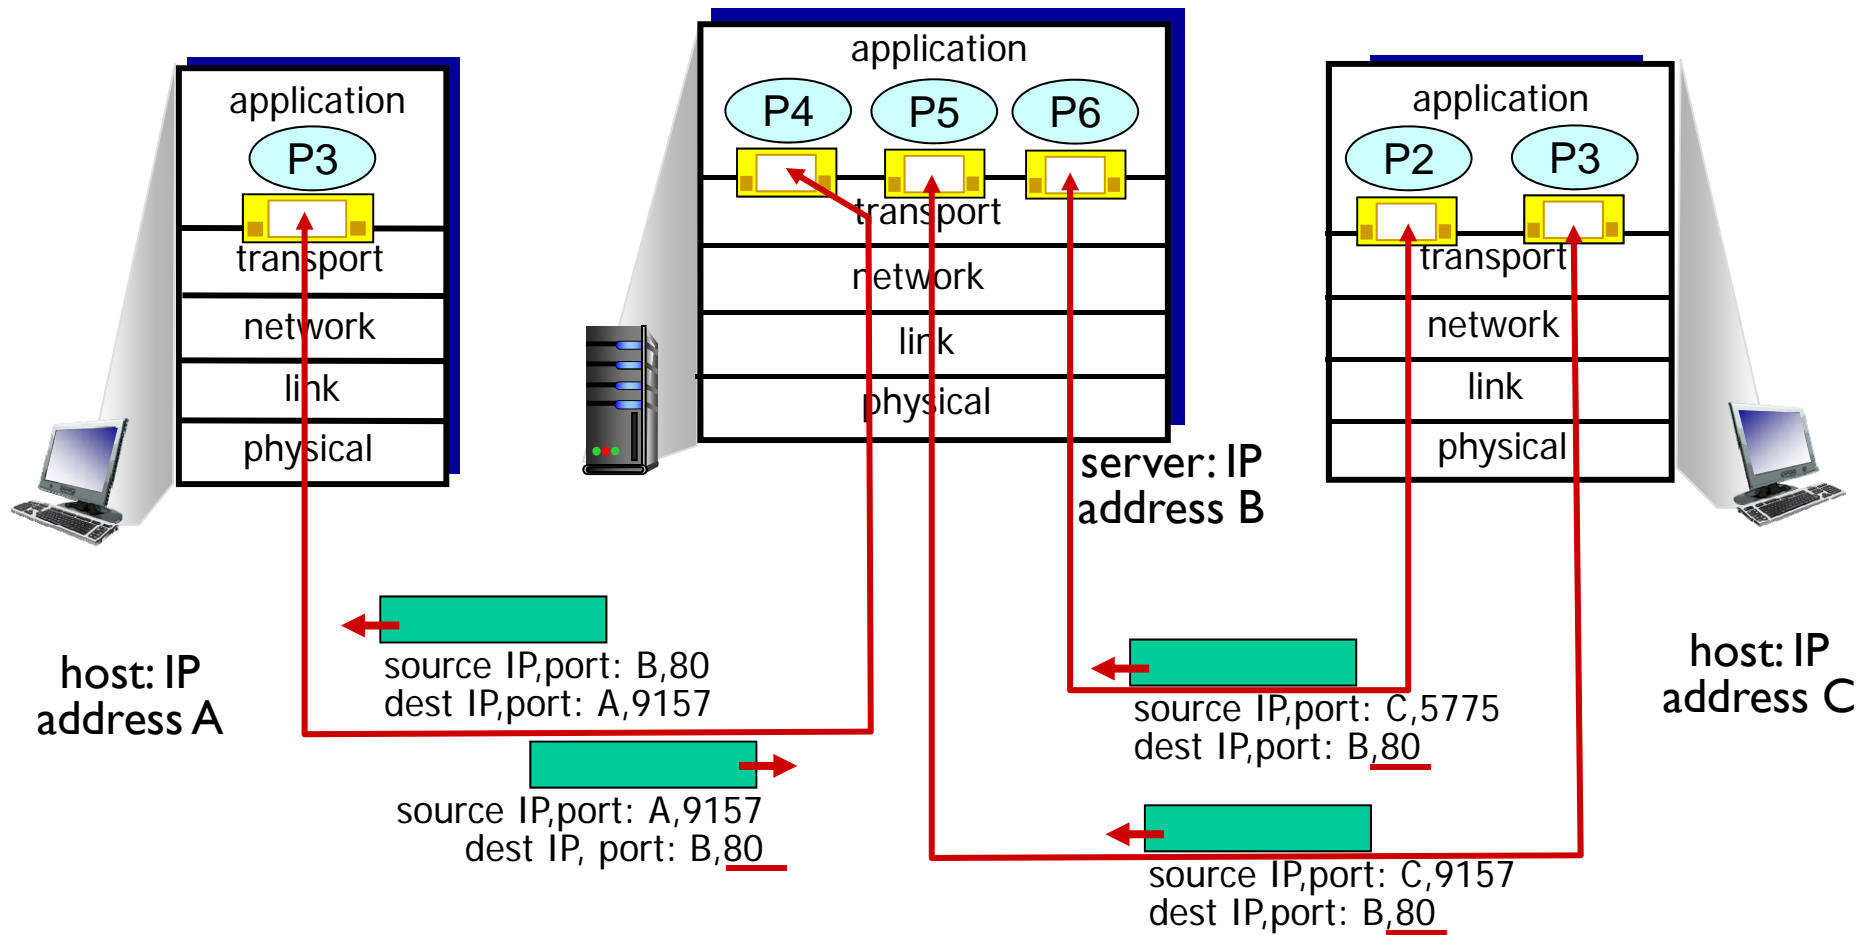 application
P3
transport
network
link
physical
host: IP
address A
application
P4
P5
P6
transport
network
link
physical
server: IP
address B
application
P2
P3
transport
network
link
physical
host: IP
address C
source IP,port: B,80
dest IP,port: A,9157
source IP,port: A,9157
dest IP, port: B,80
source IP,port: C,5775
dest IP,port: B,80
source IP,port: C,9157
dest IP,port: B,80